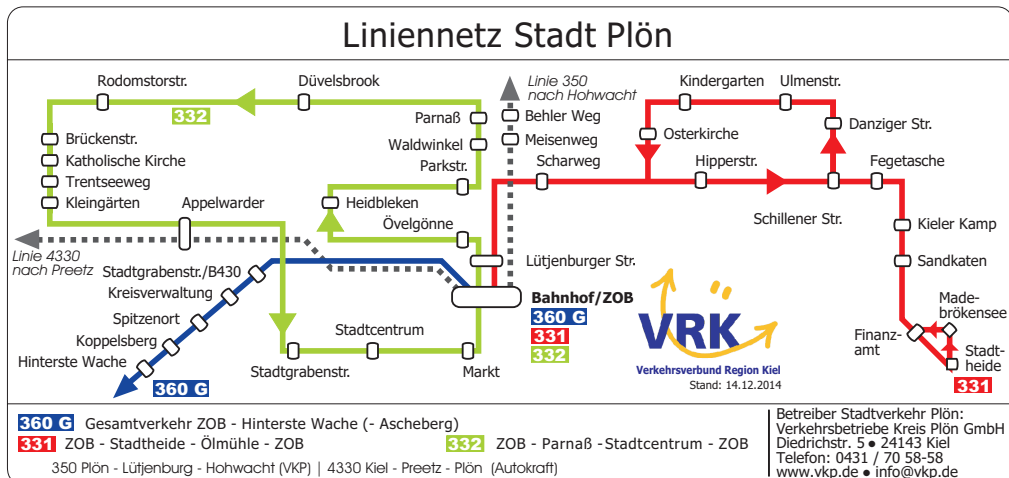 Liniennetz Stadt Plön
Rodomstorstr.
Düvelsbrook
332
Brückenstr.
Katholische Kirche
Trentseeweg
Kleingärten
Appelwarder
Parnaß
Waldwinkel
Parkstr.
Heidbleken
Övelgönne
Linie 350
nach Hohwacht
Behler Weg
Meisenweg
Scharweg
Kindergarten
Ulmenstr.
Osterkirche
Danziger Str.
Hipperstr.
Fegetasche
Schillener Str.
Kieler Kamp
Sandkaten
Lütjenburger Str.
Linie 4330
nach Preetz
Stadtgrabenstr./B430
Kreisverwaltung
Spitzenort
Koppelsberg
Hinterste Wache
360 G
Stadtgrabenstr.
Stadtcentrum
Markt
Bahnhof/ZOB
360 G
331
332
VRK
Verkehrsverbund Region Kiel
Stand: 14.12.2014
Made-
brökensee
Finanz-
amt
Stadt-
heide
331
360 G Gesamtverkehr ZOB - Hinterste Wache (- Ascheberg)
331 ZOB - Stadtheide - Ölmühle - ZOB
332 ZOB - Parnaß -Stadtcentrum - ZOB
350 Plön - Lütjenburg - Hohwacht (VKP) | 4330 Kiel - Preetz - Plön (Autokraft)
Betreiber Stadtverkehr Plön:
Verkehrsbetriebe Kreis Plön GmbH
Diedrichstr. 5 ● 24143 Kiel
Telefon: 0431 / 70 58-58
www.vkp.de ● info@vkp.de